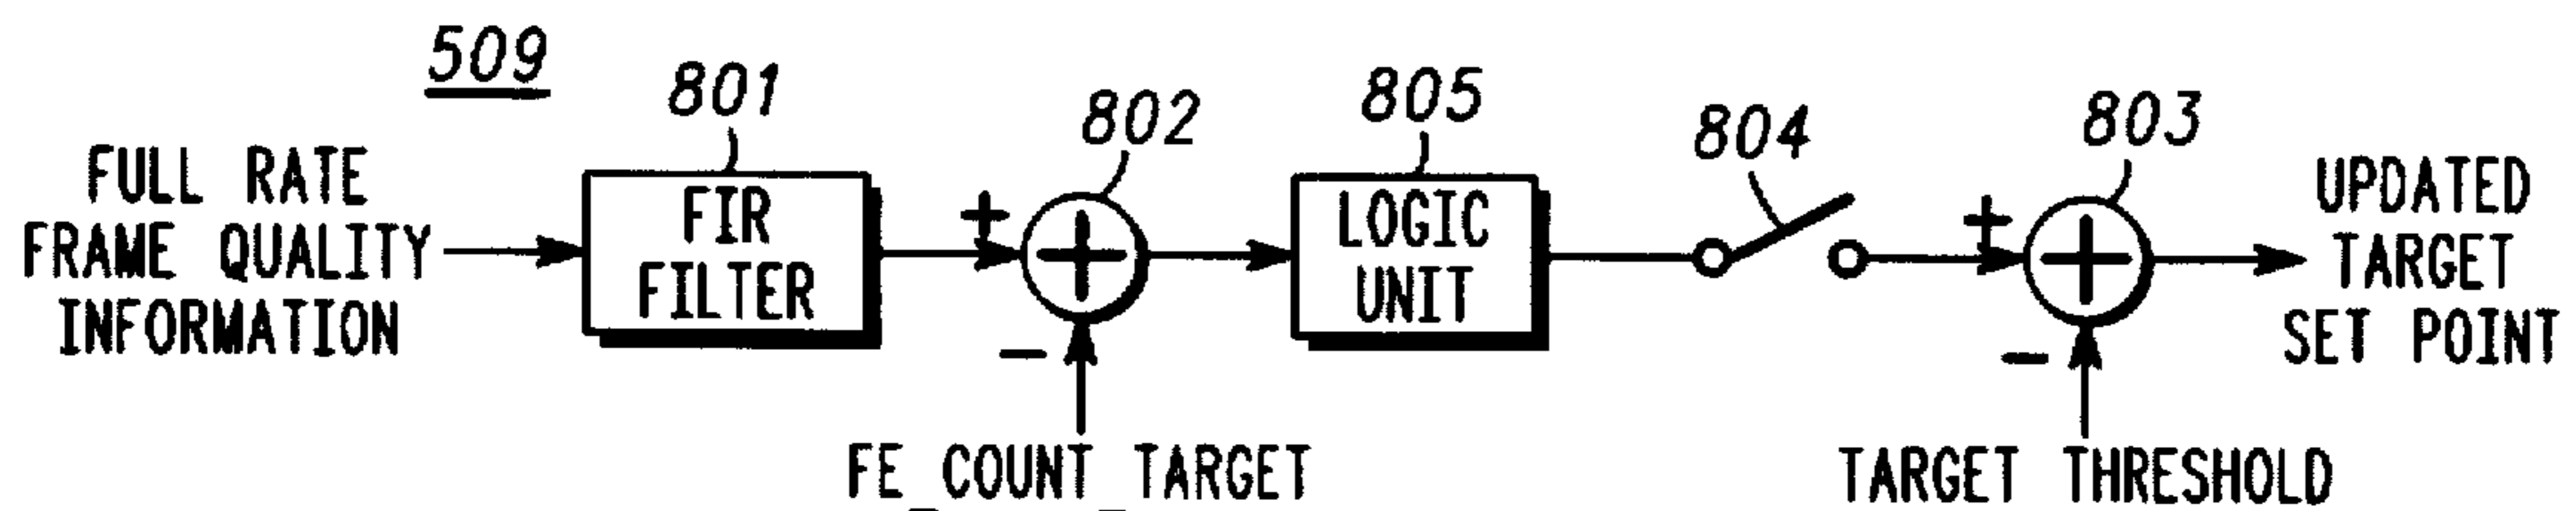 509
801
802
805
804
803
FULL RATE
FRAME QUALITY
INFORMATION
FIR
FILTER
+
-
FE_COUNT_TARGET
LOGIC
UNIT
+
-
TARGET THRESHOLD
UPDATED
TARGET
SET POINT